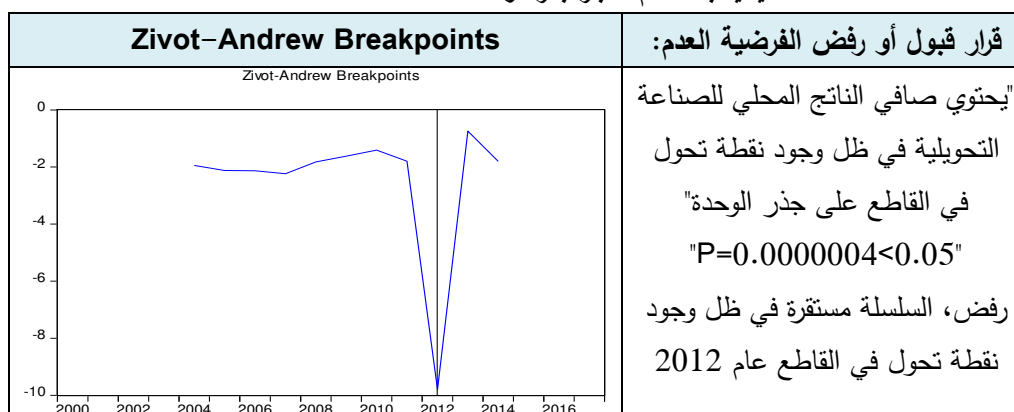 Zivot-Andrew Breakpoints
قرار قبول أو رفض الفرضية العدم:
Zivot-Andrew Breakpoints
0
-2
-4
-6
-8
-10
2000 2002 2004 2006 2008 2010 2012 2014 2016
"يحتوي صافي الناتج المحلي للصناعة
التحويلية في ظل وجود نقطة تحول
في القاطع على جذر الوحدة"
"P=0.0000004<0.05"
رفض، السلسلة مستقرة في ظل وجود
نقطة تحول في القاطع عام 2012